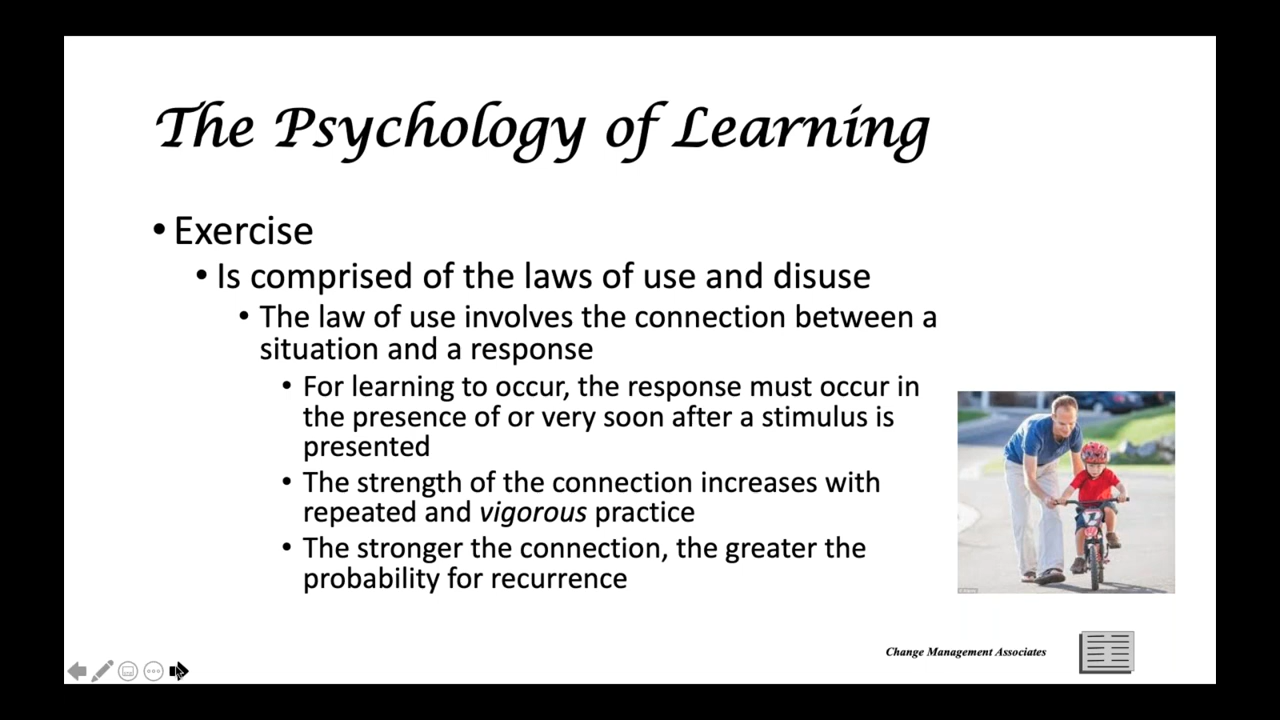 The Psychology of Learning
• Exercise
• Is comprised of the laws of use and disuse
• The law of use involves the connection between a
situation and a response
• For learning to occur, the response must occur in
the presence of or very soon after a stimulus is
presented
• The strength of the connection increases with
repeated and vigorous practice
• The stronger the connection, the greater the
probability for recurrence
Change Management Associates